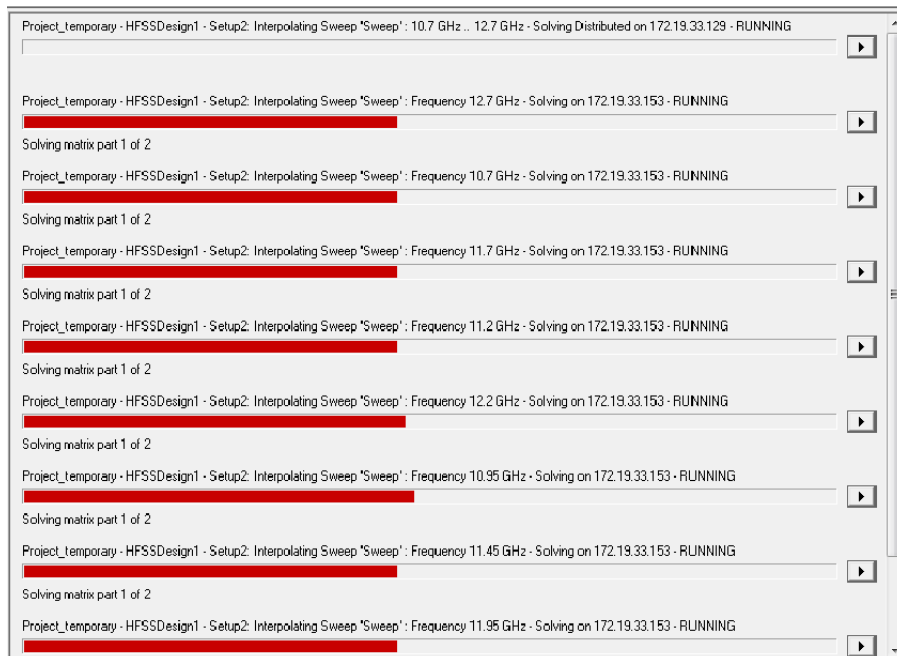 Project_temporary - HFSSDesign1 - Setup2: Interpolating Sweep "Sweep" : 10.7 GHz .. 12.7 GHz - Solving Distributed on 172.19.33.129 - RUNNING
Project_temporary - HFSSDesign1 - Setup2: Interpolating Sweep "Sweep" : Frequency 12.7 GHz - Solving on 172.19.33.153 - RUNNING
Solving matrix part 1 of 2
Project_temporary - HFSSDesign1 - Setup2: Interpolating Sweep "Sweep" : Frequency 10.7 GHz - Solving on 172.19.33.153 - RUNNING
Solving matrix part 1 of 2
Project_temporary - HFSSDesign1 - Setup2: Interpolating Sweep "Sweep" : Frequency 11.7 GHz - Solving on 172.19.33.153 - RUNNING
Solving matrix part 1 of 2
Project_temporary - HFSSDesign1 - Setup2: Interpolating Sweep "Sweep" : Frequency 11.2 GHz - Solving on 172.19.33.153 - RUNNING
Solving matrix part 1 of 2
Project_temporary - HFSSDesign1 - Setup2: Interpolating Sweep "Sweep" : Frequency 12.2 GHz - Solving on 172.19.33.153 - RUNNING
Solving matrix part 1 of 2
Project_temporary - HFSSDesign1 - Setup2: Interpolating Sweep "Sweep" : Frequency 10.95 GHz - Solving on 172.19.33.153 - RUNNING
Solving matrix part 1 of 2
Project_temporary - HFSSDesign1 - Setup2: Interpolating Sweep "Sweep" : Frequency 11.45 GHz - Solving on 172.19.33.153 - RUNNING
Solving matrix part 1 of 2
Project_temporary - HFSSDesign1 - Setup2: Interpolating Sweep "Sweep" : Frequency 11.95 GHz - Solving on 172.19.33.153 - RUNNING